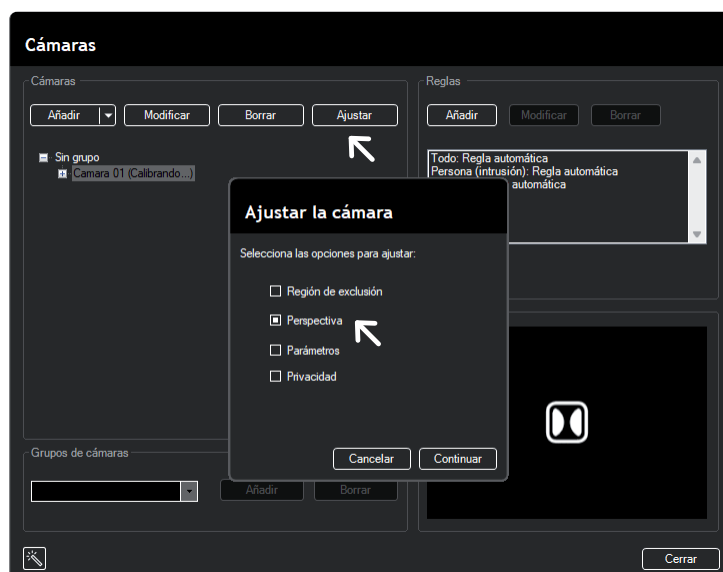 Cámaras
Cámaras
Añadir
Modificar
Borrar
Ajustar
Sin grupo
Camara 01 (Calibrando...)
Reglas
Añadir
Modificar
Borrar
Todo: Regla automática
Persona (intrusión): Regla automática
automática
Ajustar la cámara
Selecciona las opciones para ajustar:
Región de exclusión
Perspectiva
Parámetros
Privacidad
Cancelar
Continuar
Grupos de cámaras
Añadir
Borrar
Cerrar